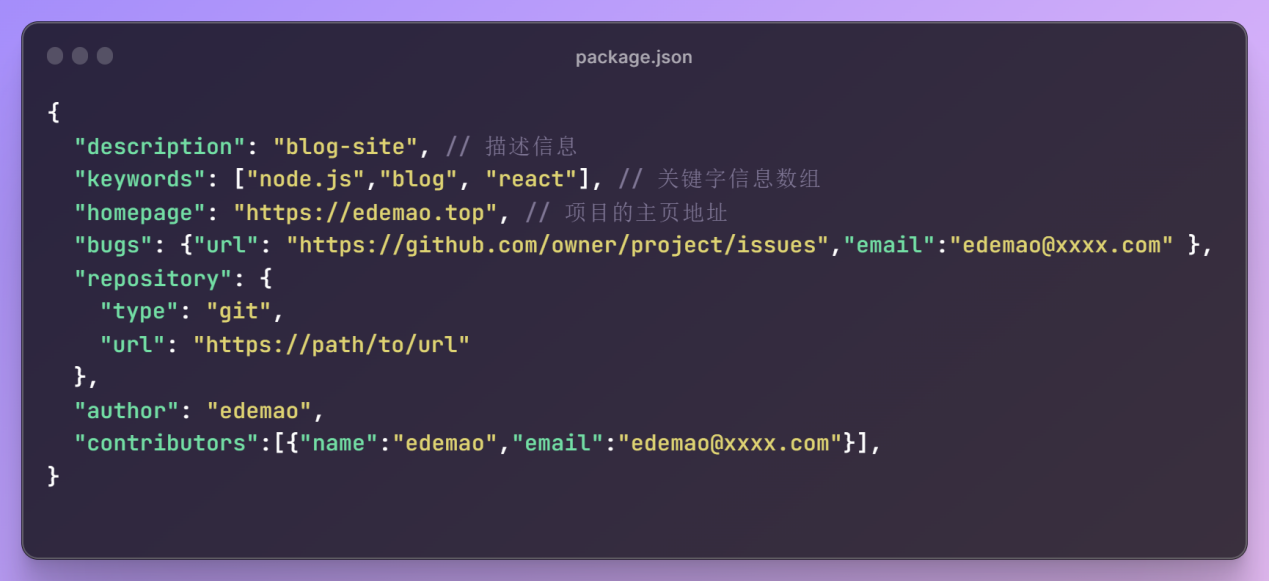 package.json
{
  "description": "blog-site", // 描述信息
  "keywords": ["node.js","blog", "react"], // 关键字信息数组
  "homepage": "https://edemao.top", // 项目的主页地址
  "bugs": {"url": "https://github.com/owner/project/issues","email":"edemao@xxxx.com" },
  "repository": {
    "type": "git",
    "url": "https://path/to/url"
  },
  "author": "edemao",
  "contributors":[{"name":"edemao","email":"edemao@xxxx.com"}],
}